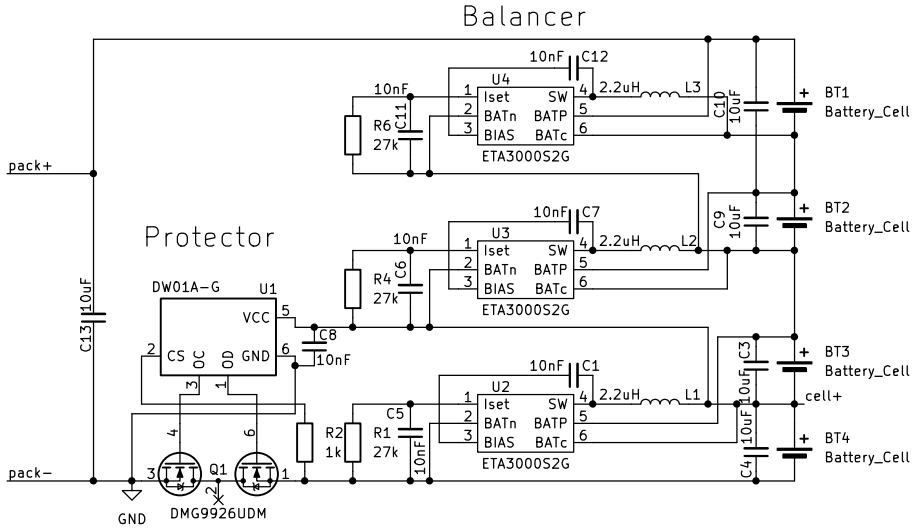 Balancer
10nF C12
U4
10nF
C11
R6
27k
1 Iset SW 4
2 BATn BATP 5
3 BIAS BATc 6
ETA3000S2G
2.2uH L3
C10
10uF
+ BT1
Battery_Cell
pack+
10nF C7
U3
10nF
C6
R4
27k
1 Iset SW 4
2 BATn BATP 5
3 BIAS BATc 6
ETA3000S2G
2.2uH L2
C9
10uF
+ BT2
Battery_Cell
Protector
DW01A-G U1
VCC 5
2 CS OC OD GND 6
3 1
C13 10uF
C8
10nF
10nF C1
U2
C5
10nF
R2
1k
R1
27k
1 Iset SW 4
2 BATn BATP 5
3 BIAS BATc 6
ETA3000S2G
2.2uH L1
C3
10uF
+ BT3
Battery_Cell
cell+
10uF
C4
+ BT4
Battery_Cell
4 6
pack-
3 Q1 1
2
GND
DMG9926UDM